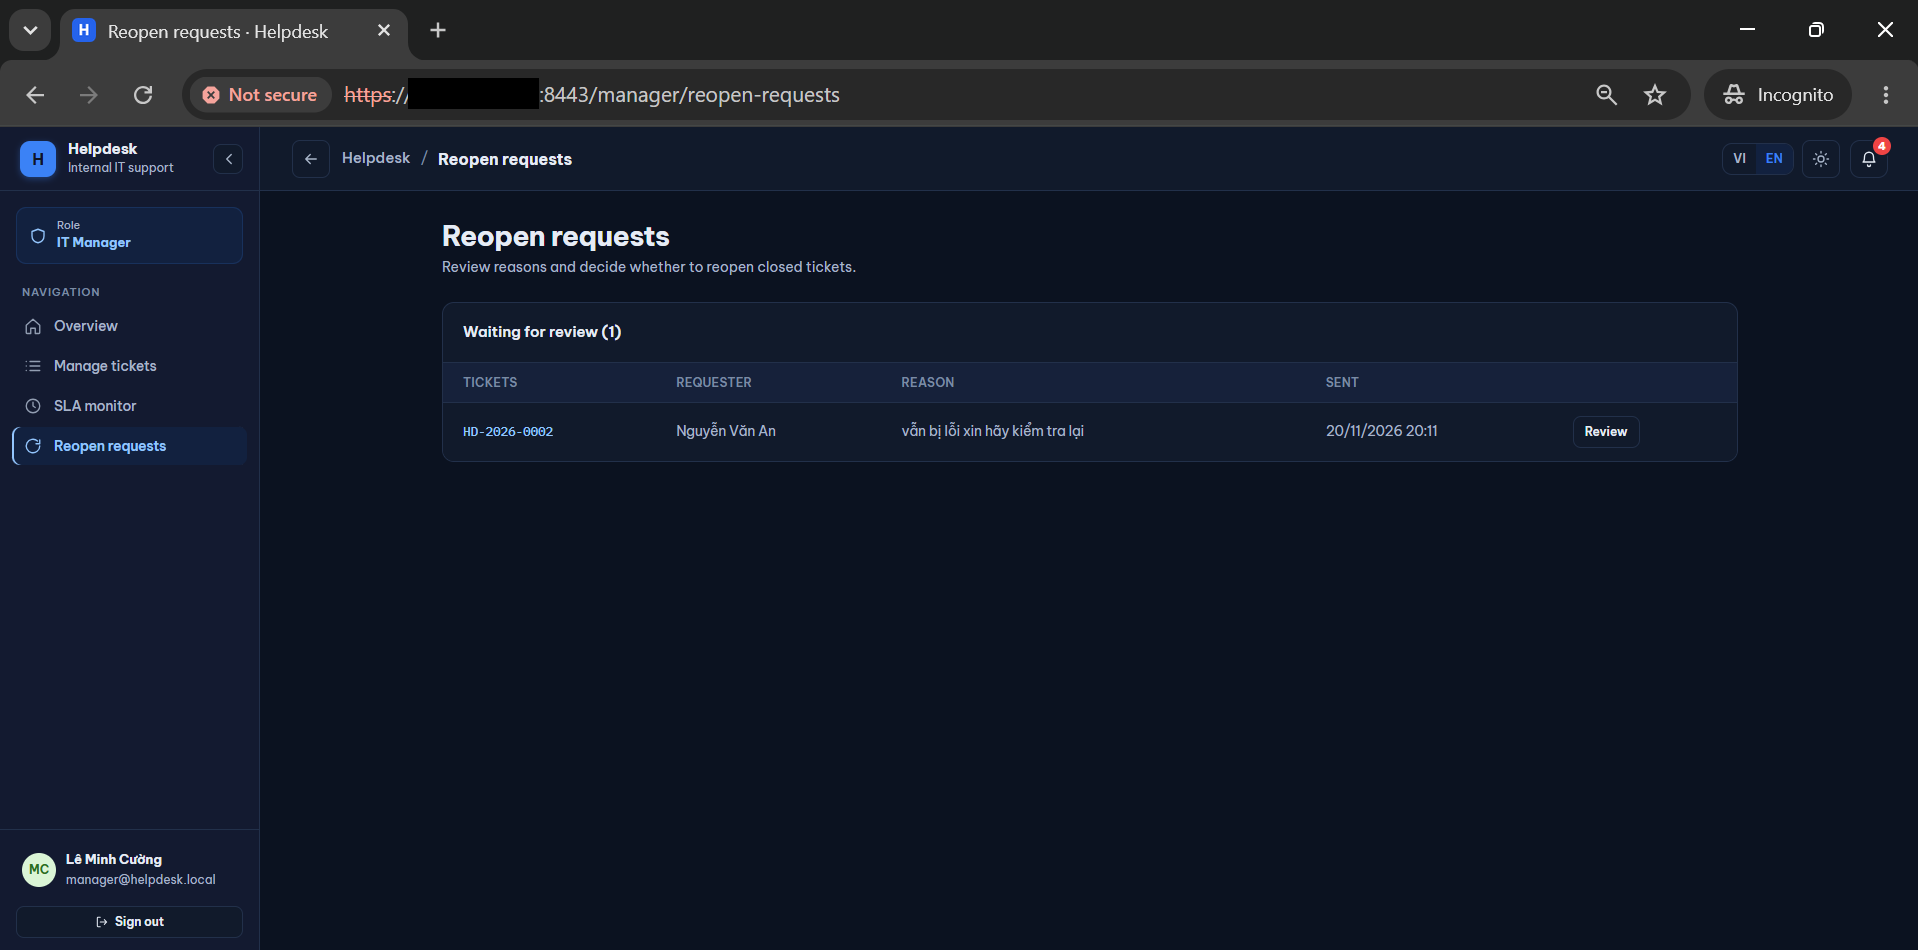 H Reopen requests · Helpdesk
Not secure https:// :8443/manager/reopen-requests Incognito
H Helpdesk
Internal IT support
Helpdesk / Reopen requests
VI EN 4
Role
IT Manager
NAVIGATION
Overview
Manage tickets
SLA monitor
Reopen requests
Reopen requests
Review reasons and decide whether to reopen closed tickets.
Waiting for review (1)
TICKETS REQUESTER REASON SENT
HD-2026-0002 Nguyễn Văn An vẫn bị lỗi xin hãy kiểm tra lại 20/11/2026 20:11 Review
MC Lê Minh Cường
manager@helpdesk.local
Sign out